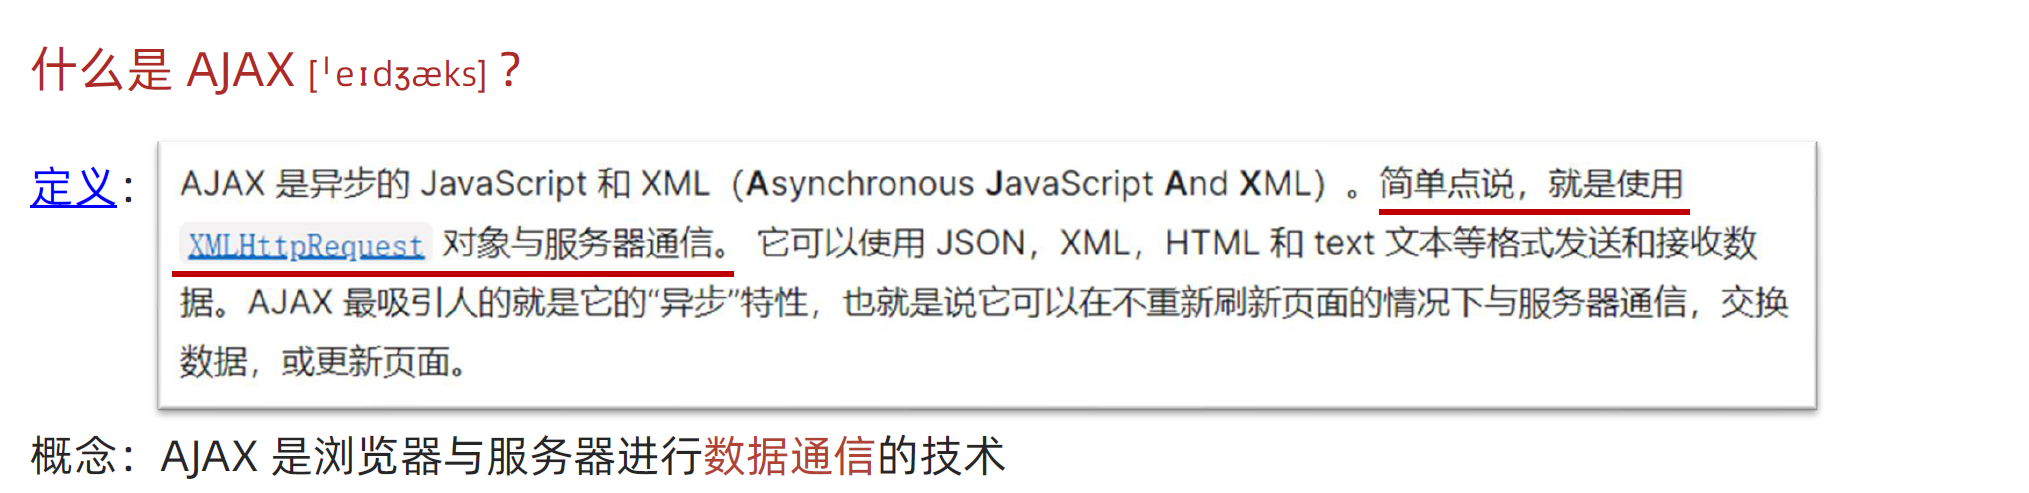 什么是 AJAX [ˈeɪdʒæks] ？
定义：
AJAX 是异步的 JavaScript 和 XML（Asynchronous JavaScript And XML）。简单点说，就是使用
XMLHttpRequest 对象与服务器通信。 它可以使用 JSON，XML，HTML 和 text 文本等格式发送和接收数
据。AJAX 最吸引人的就是它的“异步”特性，也就是说它可以在不重新刷新页面的情况下与服务器通信，交换
数据，或更新页面。
概念：AJAX 是浏览器与服务器进行数据通信的技术